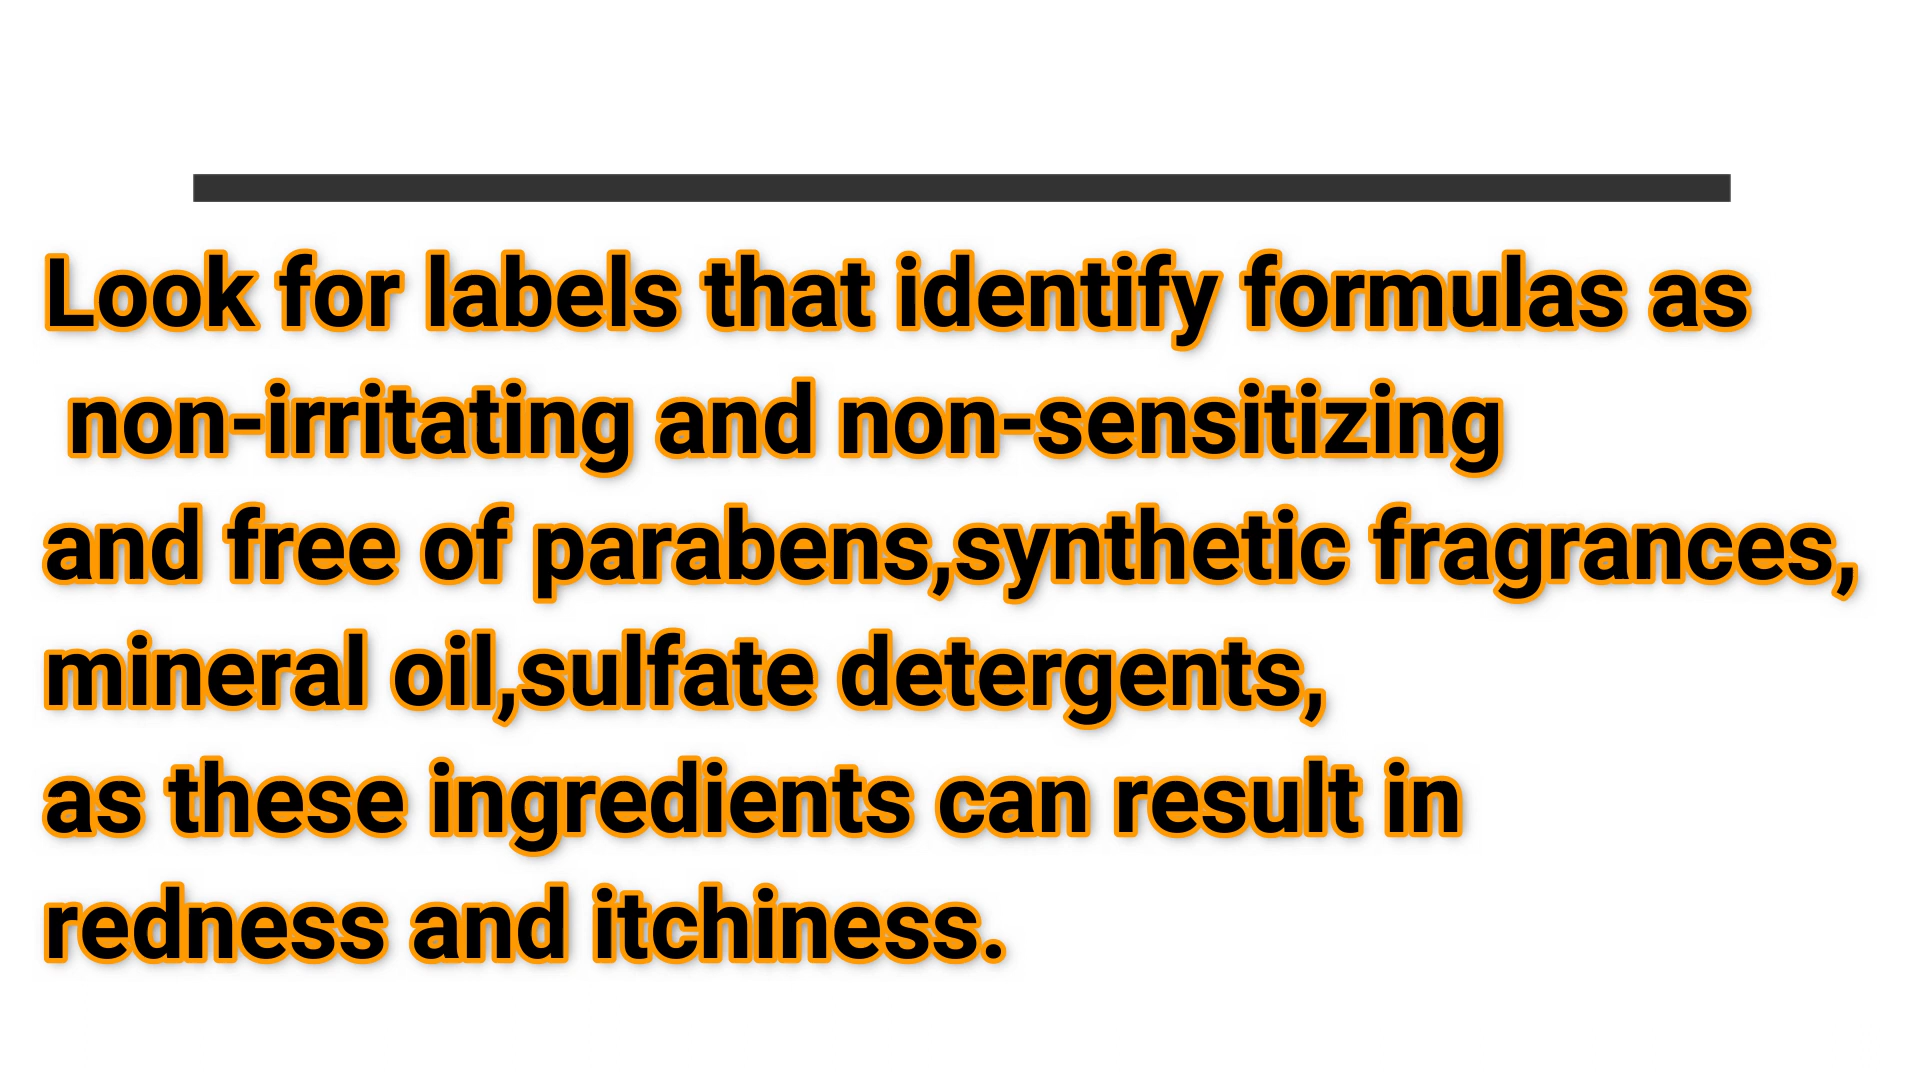 Look for labels that identify formulas as
non-irritating and non-sensitizing
and free of parabens,synthetic fragrances,
mineral oil,sulfate detergents,
as these ingredients can result in
redness and itchiness.